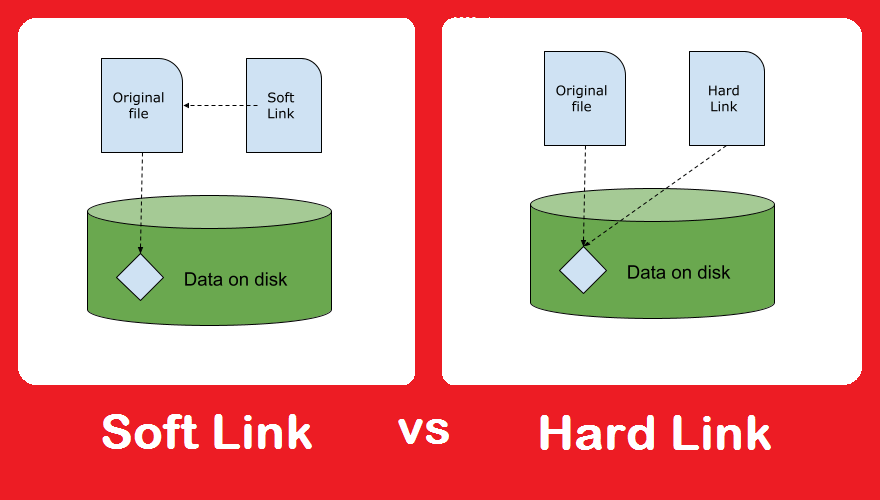 Original
file
Soft
Link
Data on disk
Original
file
Hard
Link
Data on disk
Soft Link vs Hard Link